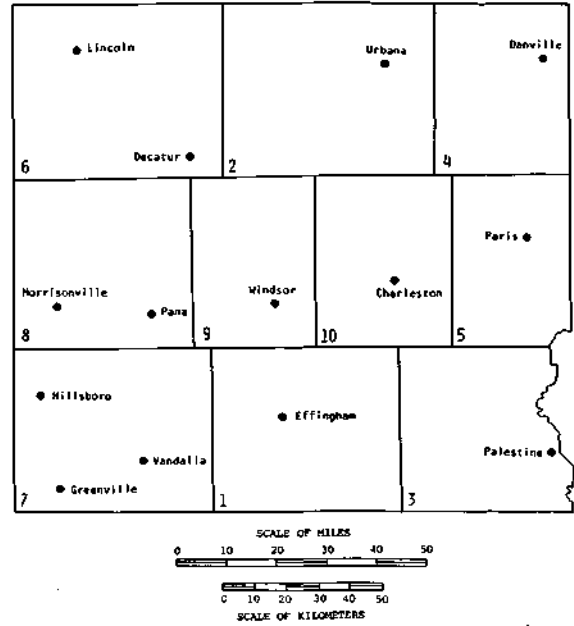 Lincoln
Urbana
Danville
Decatur
6
2
4
Paris
Morrisonville
Pana
Windsor
Charleston
8
9
10
5
Hillsboro
Effingham
Vandalia
Palestine
Greenville
7
1
3
SCALE OF MILES
0 10 20 30 40 50
0 10 20 30 40 50
SCALE OF KILOMETERS